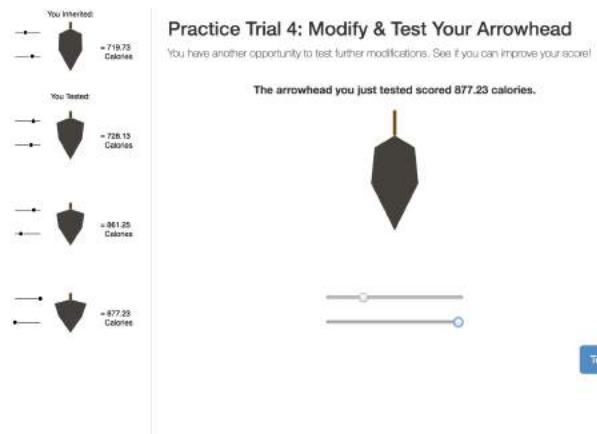 You Inherited:
= 719.73
Calories
You Tested:
= 728.13
Calories
= 861.25
Calories
= 877.23
Calories
Practice Trial 4: Modify & Test Your Arrowhead
You have another opportunity to test further modifications. See if you can improve your score!
The arrowhead you just tested scored 877.23 calories.